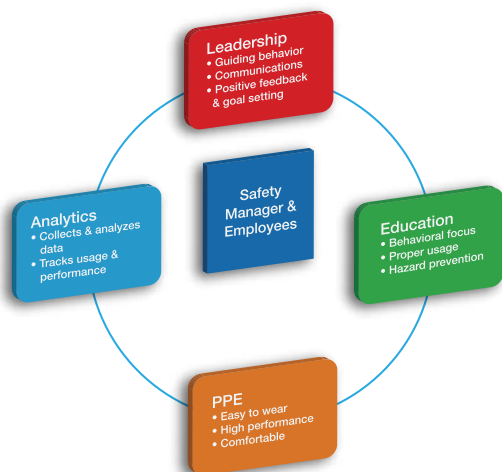 Leadership
• Guiding behavior
• Communications
• Positive feedback
& goal setting
Safety
Manager &
Employees
Analytics
• Collects & analyzes
data
• Tracks usage &
performance
Education
• Behavioral focus
• Proper usage
• Hazard prevention
PPE
• Easy to wear
• High performance
• Comfortable